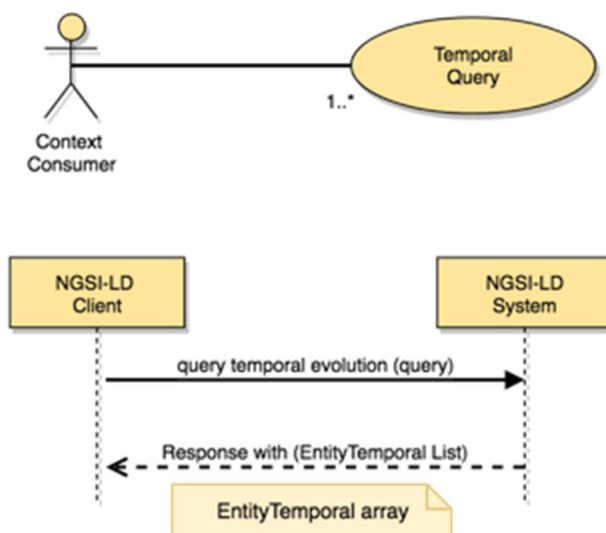 Temporal
Query
1..*
Context
Consumer
NGSI-LD
Client
NGSI-LD
System
query temporal evolution (query)
Response with (EntityTemporal List)
EntityTemporal array